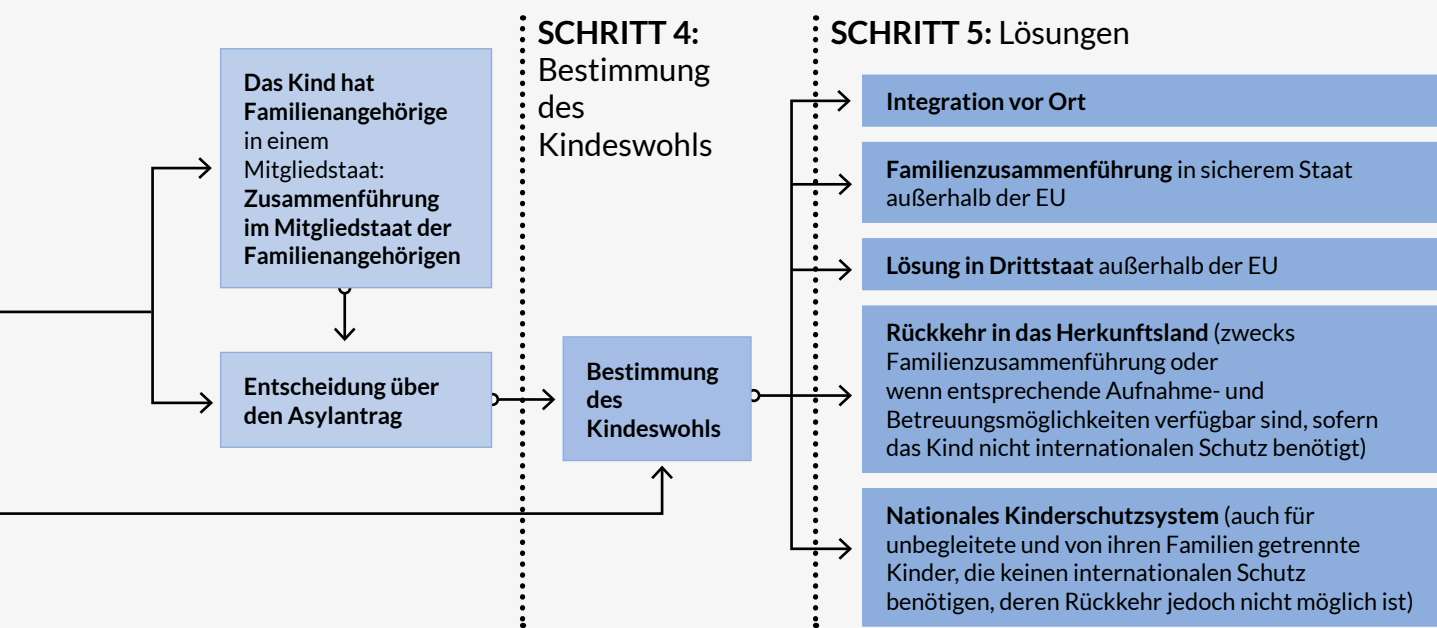 Das Kind hat
Familienangehörige
in einem
Mitgliedstaat:
Zusammenführung
im Mitgliedstaat der
Familienangehörigen
Entscheidung über
den Asylantrag
SCHRITT 4:
Bestimmung
des
Kindeswohls
Bestimmung
des
Kindeswohls
SCHRITT 5: Lösungen
Integration vor Ort
Familienzusammenführung in sicherem Staat
außerhalb der EU
Lösung in Drittstaat außerhalb der EU
Rückkehr in das Herkunftsland (zwecks
Familienzusammenführung oder
wenn entsprechende Aufnahme- und
Betreuungsmöglichkeiten verfügbar sind, sofern
das Kind nicht internationalen Schutz benötigt)
Nationales Kinderschutzsystem (auch für
unbegleitete und von ihren Familien getrennte
Kinder, die keinen internationalen Schutz
benötigen, deren Rückkehr jedoch nicht möglich ist)